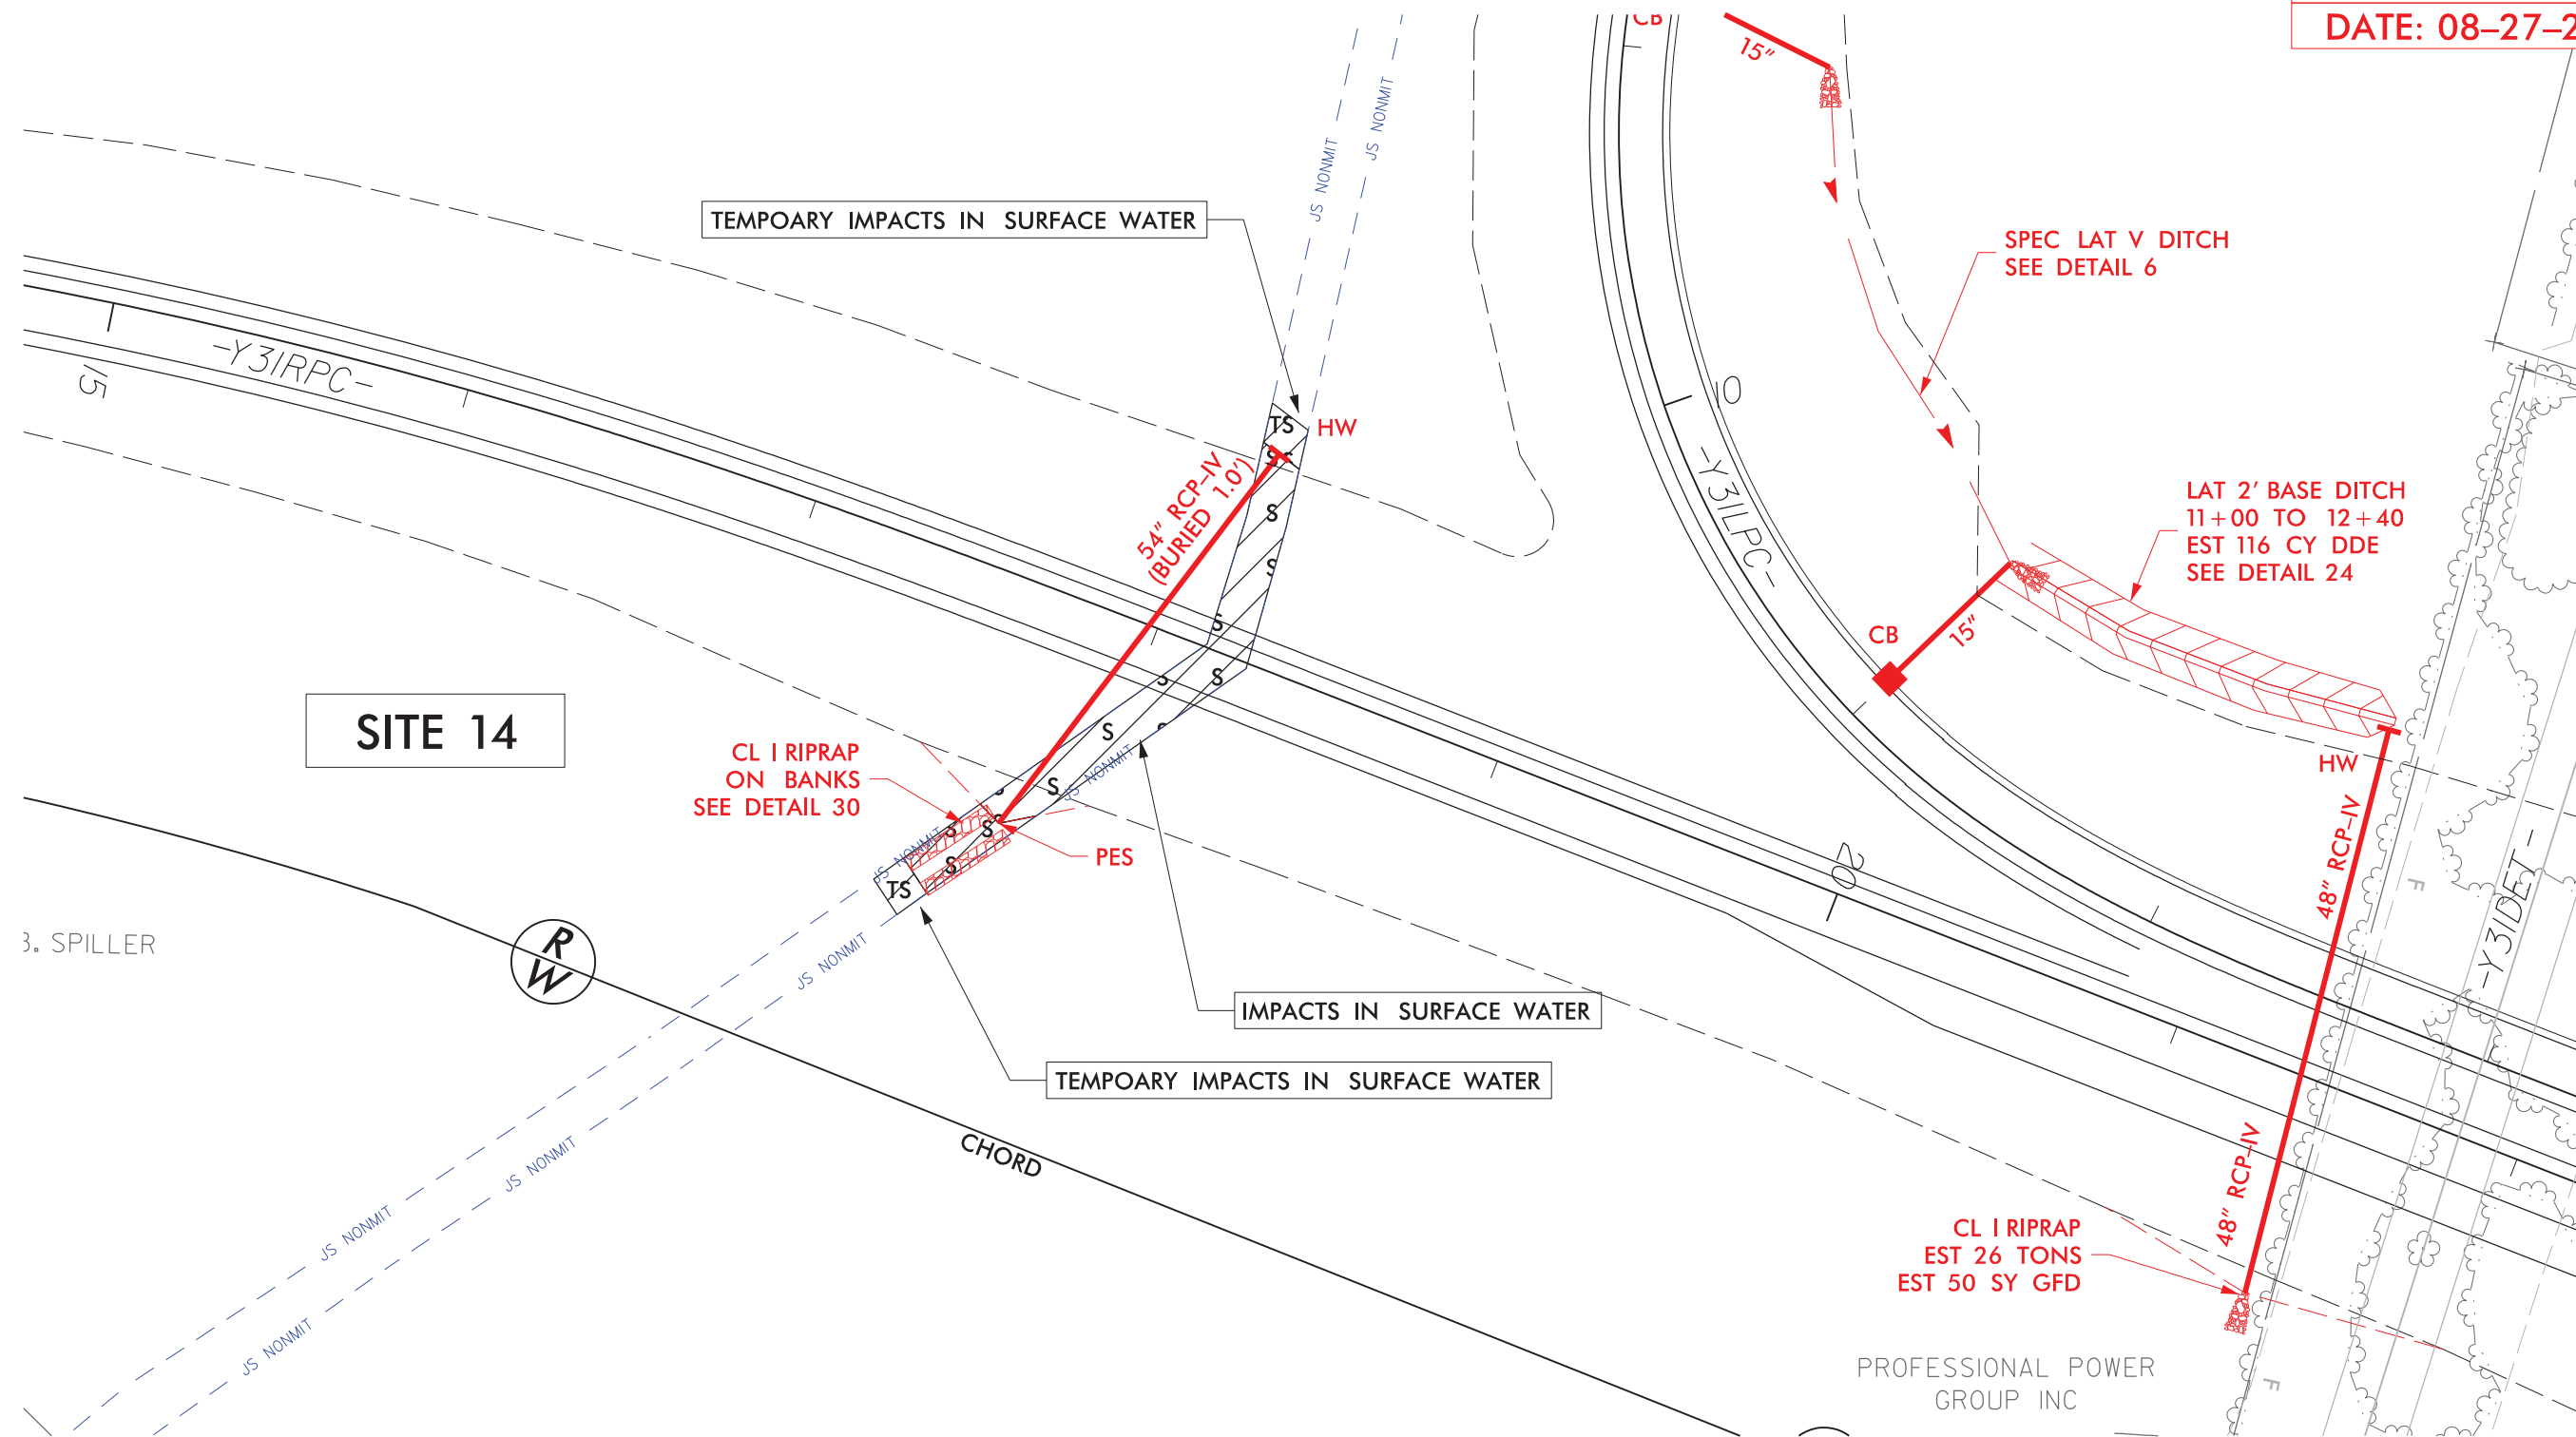 CB
15"
DATE: 08–27–2
JS NONMIT
JS NONMIT
TEMPOARY IMPACTS IN SURFACE WATER
SPEC LAT V DITCH
SEE DETAIL 6
-Y3IRPC-
15
10
-Y3ILPC-
TS
HW
S
54" RCP–IV
(BURIED 1.0')
S
S
S
S
S
S
S
LAT 2' BASE DITCH
11+00 TO 12+40
EST 116 CY DDE
SEE DETAIL 24
CB
15"
SITE 14
CL I RIPRAP
ON BANKS
SEE DETAIL 30
JS NONMIT
JS NONMIT
S
S
S
TS
PES
HW
48" RCP–IV
20
F
-Y3IDET-
B. SPILLER
R
W
JS NONMIT
IMPACTS IN SURFACE WATER
TEMPOARY IMPACTS IN SURFACE WATER
CHORD
JS NONMIT
JS NONMIT
JS NONMIT
48" RCP–IV
CL I RIPRAP
EST 26 TONS
EST 50 SY GFD
PROFESSIONAL POWER
GROUP INC
F